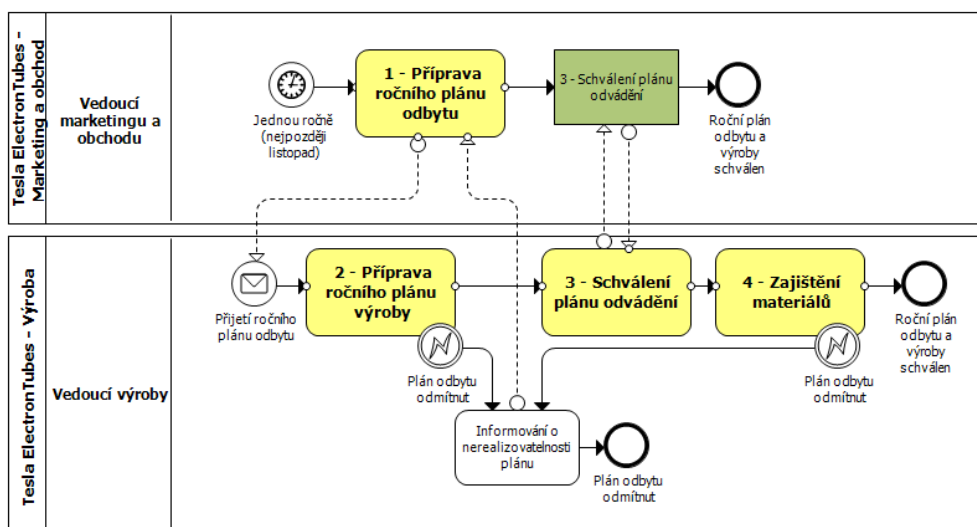 Tesla ElectronTubes -
Marketing a obchod
Vedoucí
marketingu a
obchodu
Jednou ročně
(nejpozději
listopad)
1 - Příprava
ročního plánu
odbytu
3 - Schválení plánu
odvádění
Roční plán
odbytu a
výroby
schválen
Tesla ElectronTubes - Výroba
Vedoucí výroby
Přijetí ročního
plánu odbytu
2 - Příprava
ročního plánu
výroby
Plán odbytu
odmítnut
3 - Schválení
plánu odvádění
4 - Zajištění
materiálů
Plán odbytu
odmítnut
Roční plán
odbytu a
výroby
schválen
Informování o
nerealizovatelnosti
plánu
Plán odbytu
odmítnut